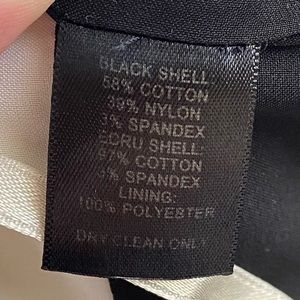 BLACK SHELL:
58% COTTON
39% NYLON
3% SPANDEX
ECRU SHELL:
97% COTTON
3% SPANDEX
LINING:
100% POLYESTER
DRY CLEAN ONLY